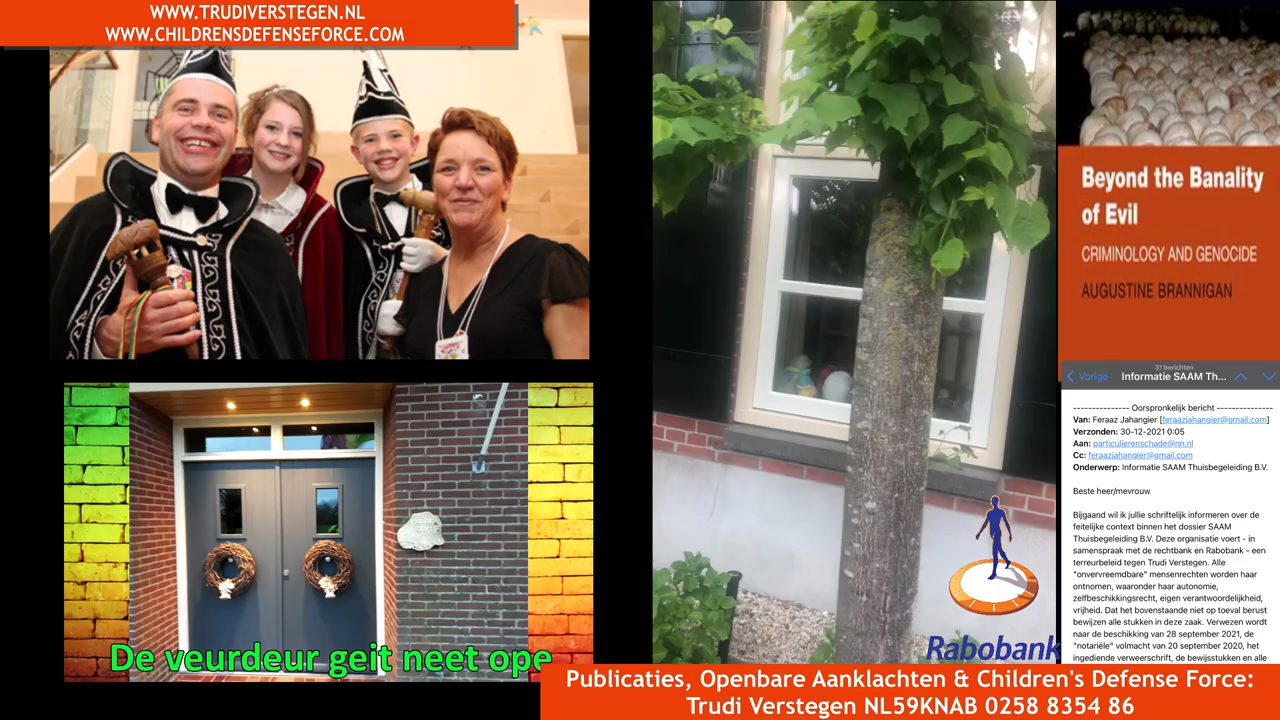 WWW.TRUDIVERSTEGEN.NL
WWW.CHILDRENSDEFENSEFORCE.COM
De veurdeur geit neet ope
Rabobank
Beyond the Banality
of Evil
CRIMINOLOGY AND GENOCIDE
AUGUSTINE BRANNIGAN
31 berichten
Vorige Informatie SAAM Th...
--------------- Oorspronkelijk bericht ---------------
Van: Feraaz Jahangier [feraazjahangier@gmail.com]
Verzonden: 30-12-2021 0:05
Aan: particulierenschade@nn.nl
Cc: feraazjahangier@gmail.com
Onderwerp: Informatie SAAM Thuisbegeleiding B.V.
Beste heer/mevrouw
Bijgaand wil ik jullie schriftelijk informeren over de
feitelijke context binnen het dossier SAAM
Thuisbegeleiding B.V. Deze organisatie voert - in
samenspraak met de rechtbank en Rabobank - een
terreurbeleid tegen Trudi Verstegen. Alle
"onvervreembare" mensenrechten worden haar
ontnomen, waaronder haar autonomie,
zelfbeschikkingsrecht, eigen verantwoordelijkheid,
vrijheid. Dat het bovenstaande niet op toeval berust
bewijzen alle stukken in deze zaak. Verwezen wordt
naar de beschikking van 28 september 2021, de
"notariële" volmacht van 20 september 2020, het
ingediende verweerschrift, de bewijsstukken en alle
Publicaties, Openbare Aanklachten & Children's Defense Force:
Trudi Verstegen NL59KNAB 0258 8354 86